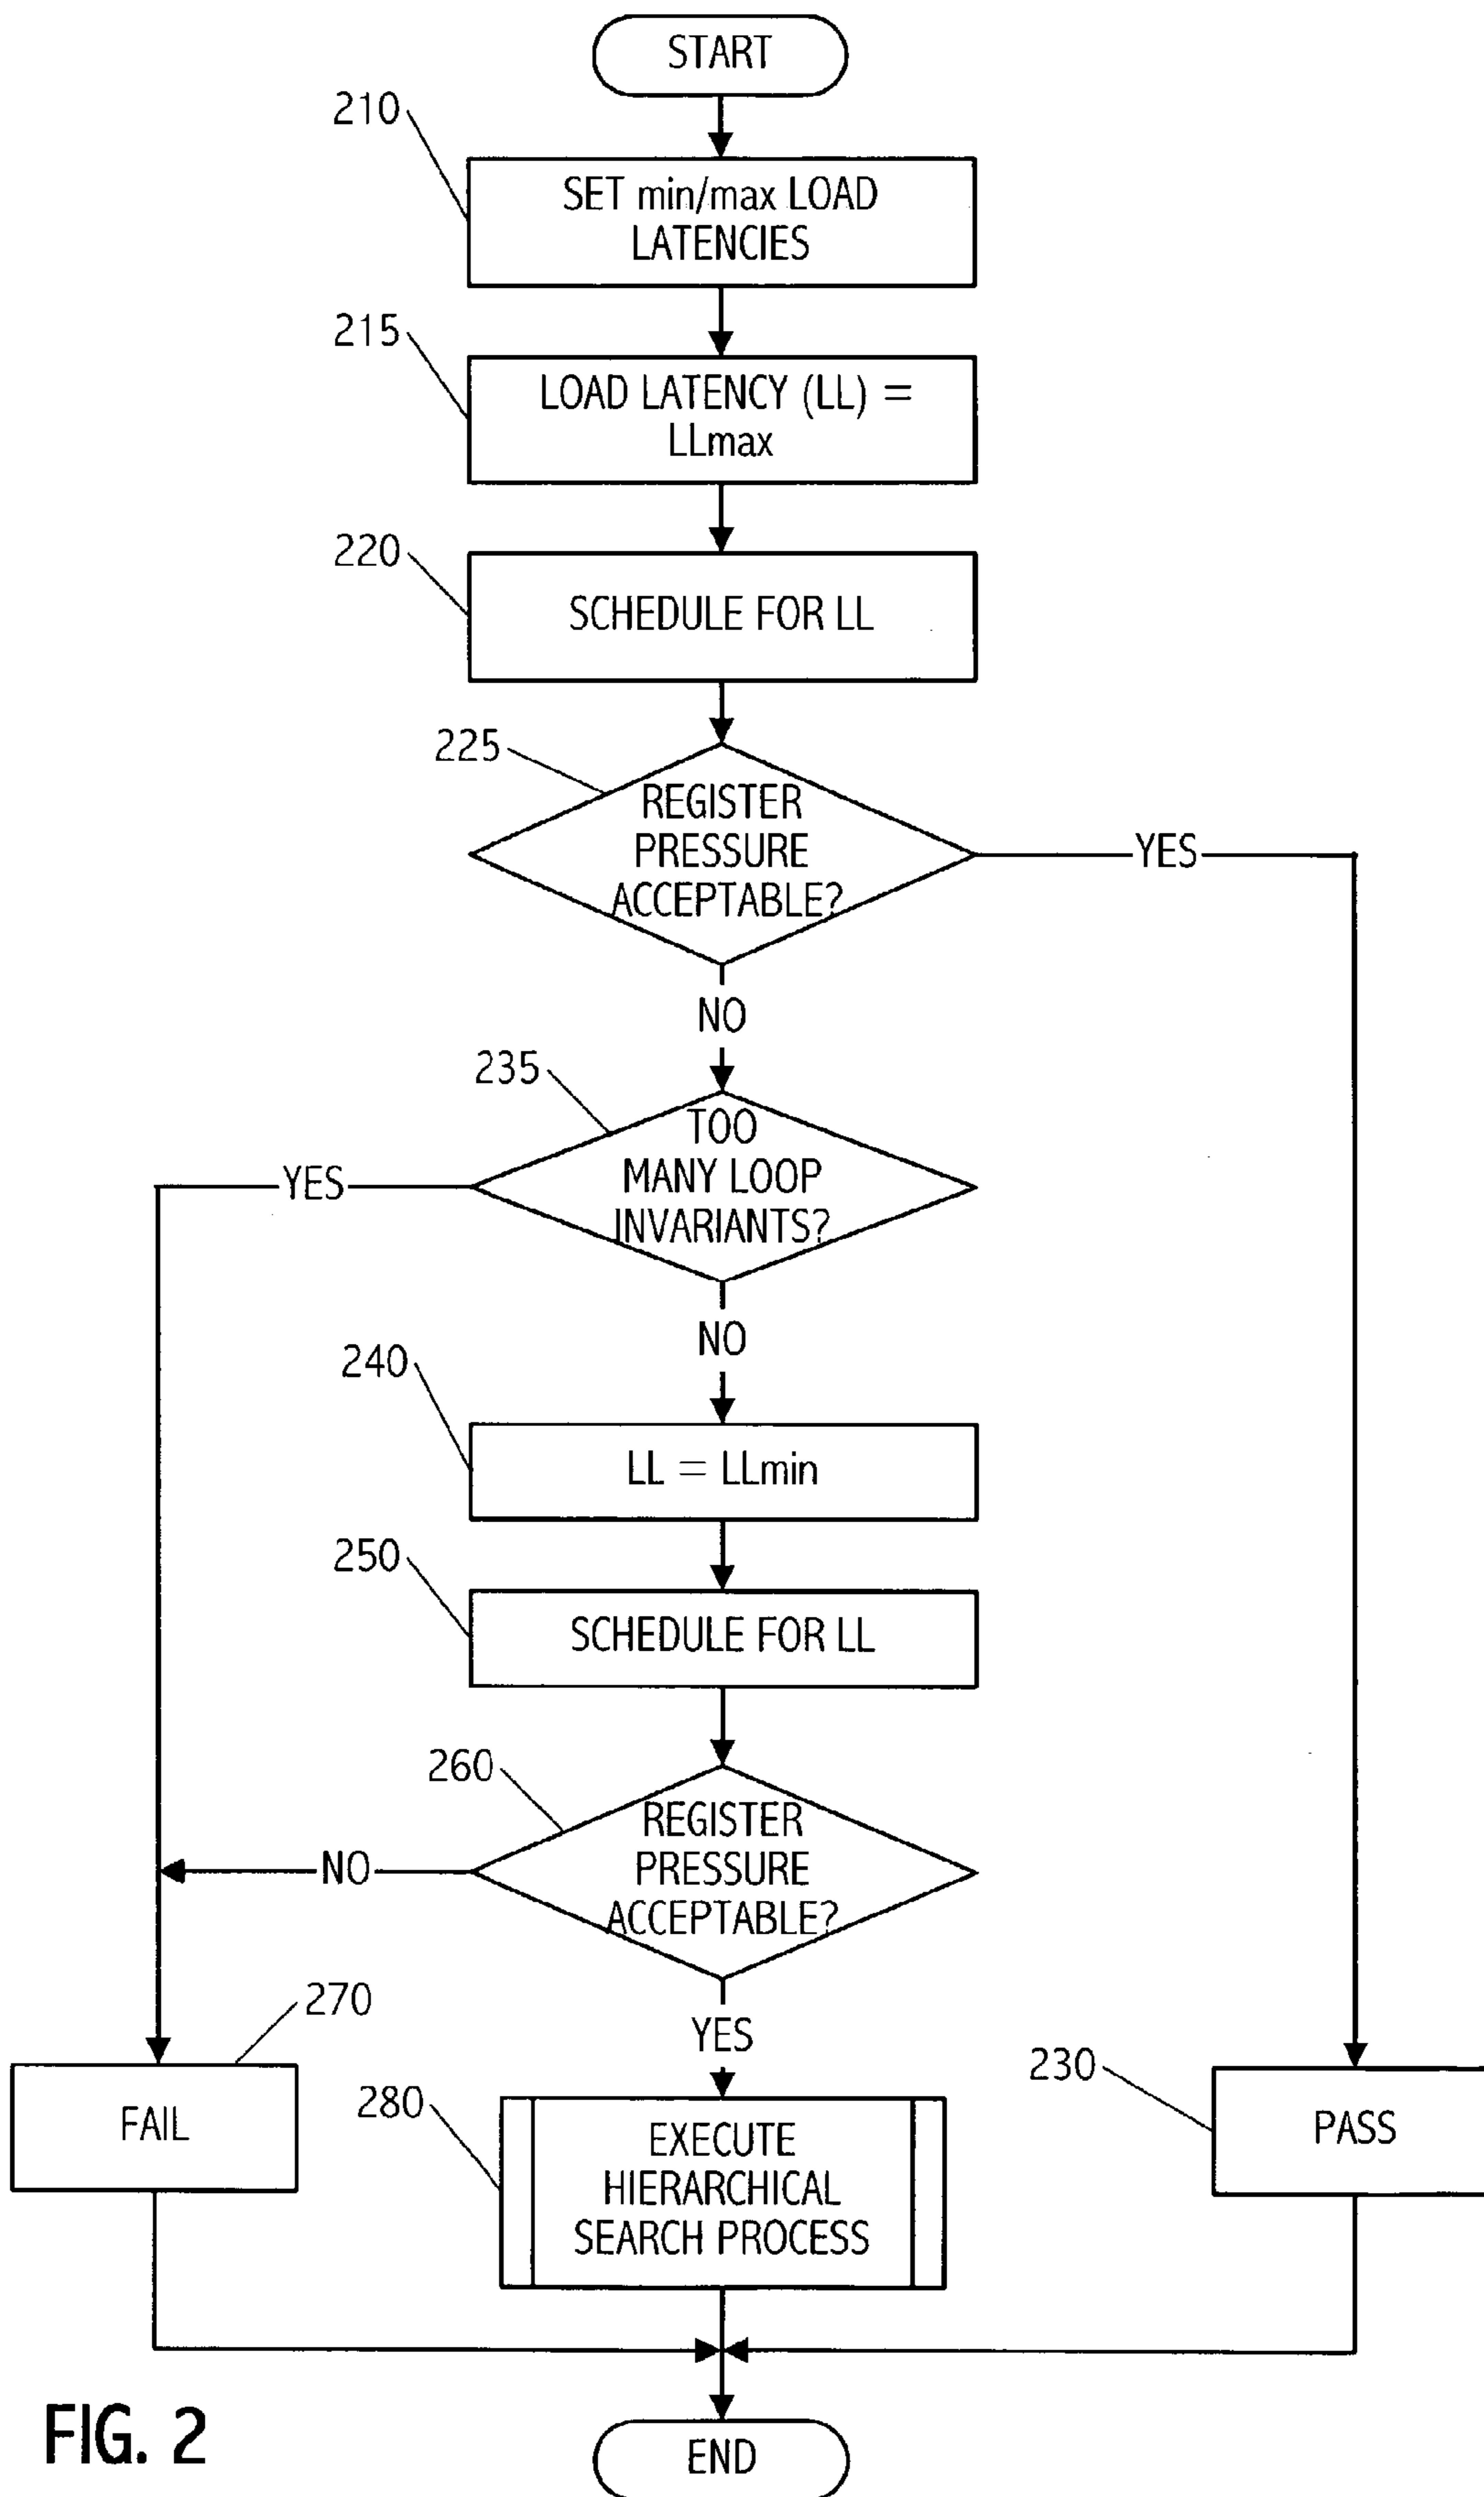 START
210
SET min/max LOAD
LATENCIES
215
LOAD LATENCY (LL) =
LLmax
220
SCHEDULE FOR LL
225
REGISTER
PRESSURE
ACCEPTABLE?
YES
NO
235
TOO
MANY LOOP
INVARIANTS?
YES
NO
240
LL = LLmin
250
SCHEDULE FOR LL
260
REGISTER
PRESSURE
ACCEPTABLE?
NO
YES
270
FAIL
280
EXECUTE
HIERARCHICAL
SEARCH PROCESS
230
PASS
FIG. 2
END